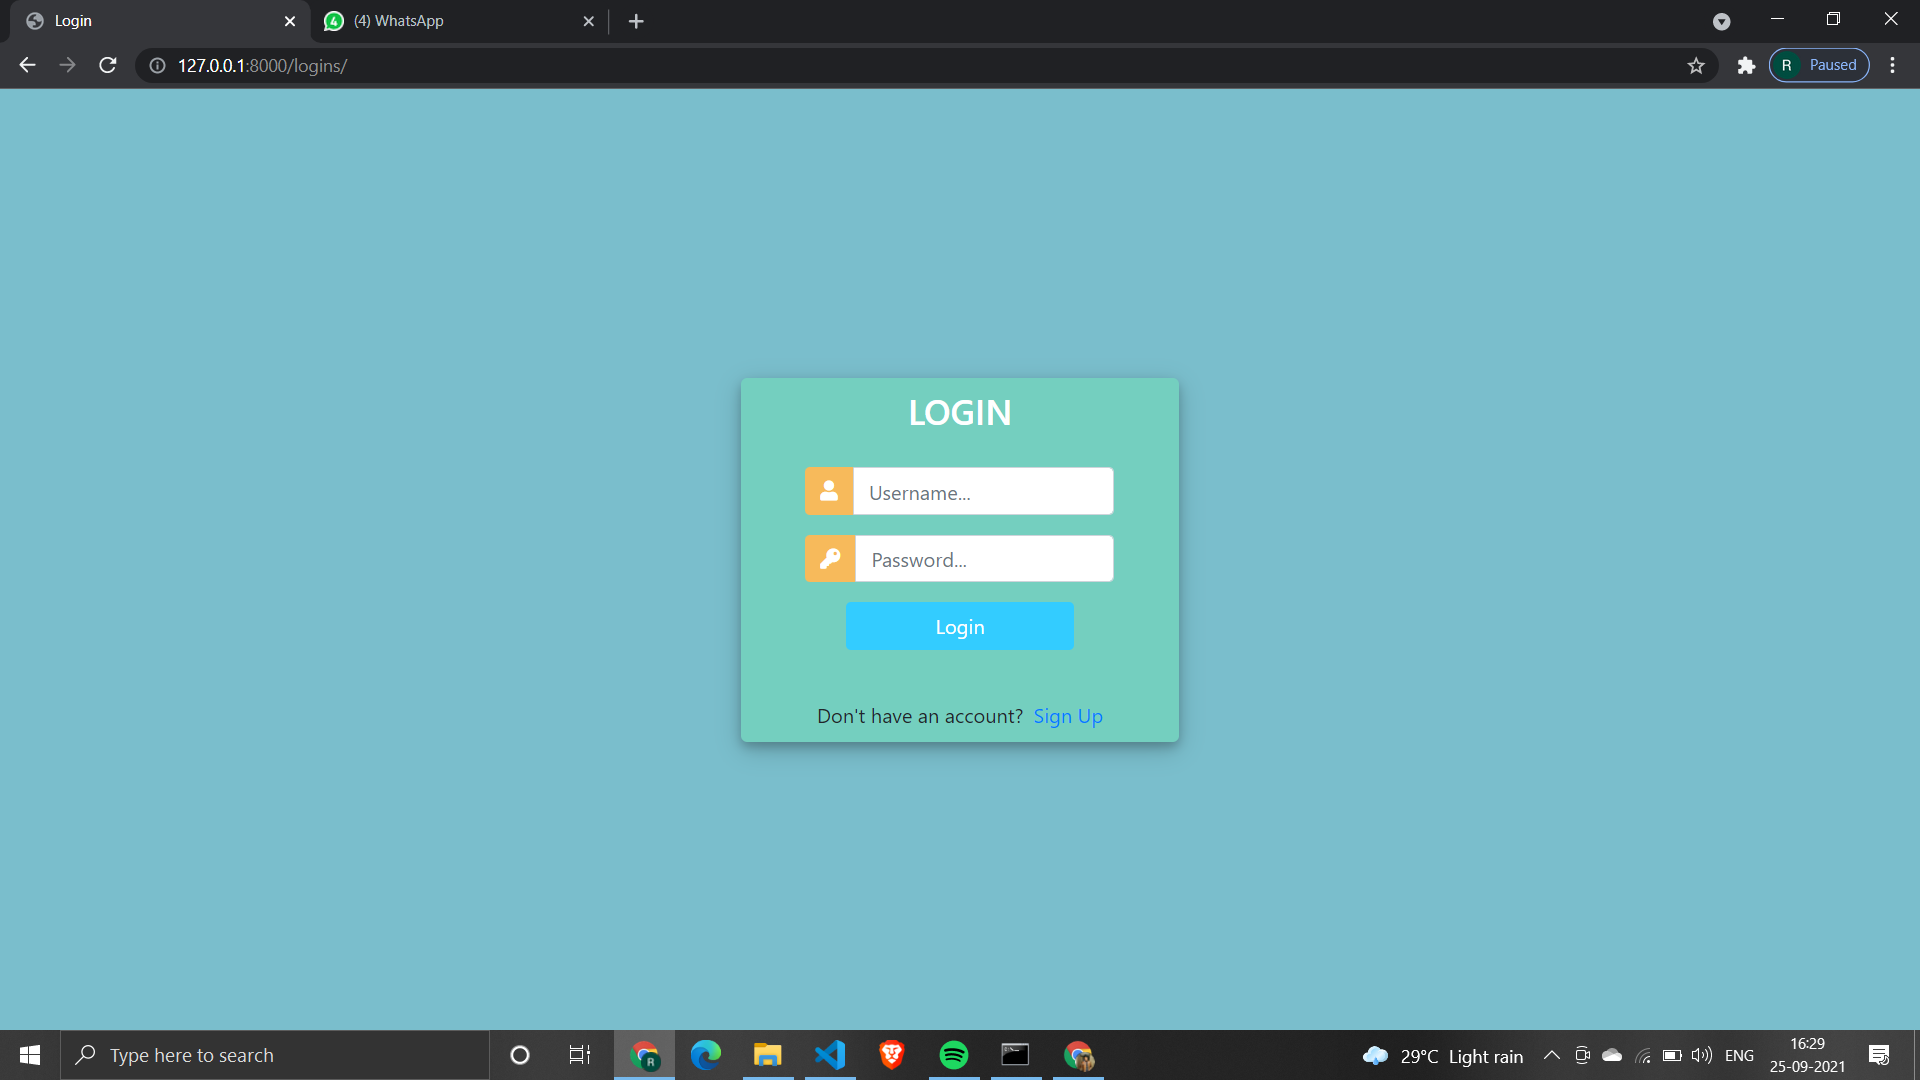 Login
4 (4) WhatsApp
127.0.0.1:8000/logins/
R Paused
LOGIN
Username...
Password...
Login
Don't have an account? Sign Up
Type here to search
R
29°C Light rain
ENG
16:29
25-09-2021